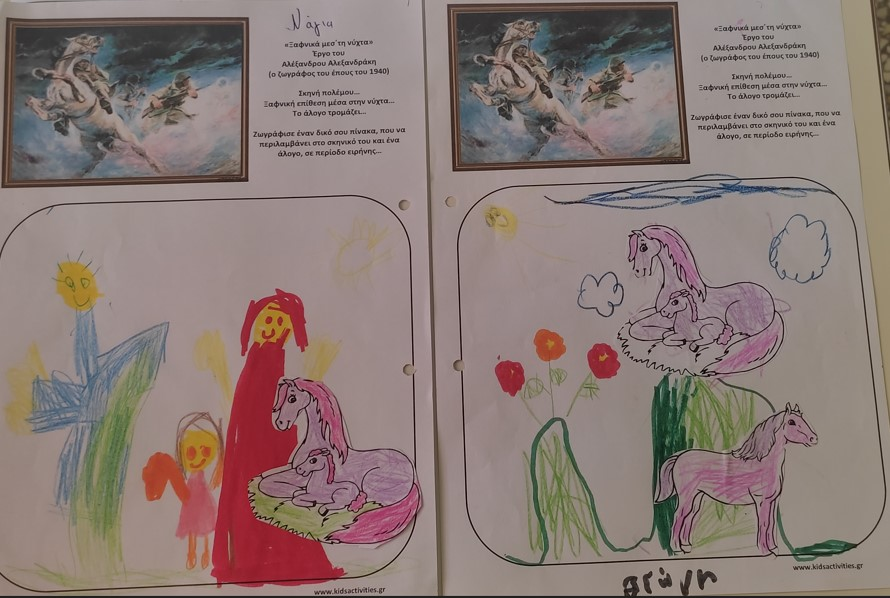 Νάγια
«Ξαφνικά μεσ΄τη νύχτα»
Έργο του
Αλέξανδρου Αλεξανδράκη
(ο ζωγράφος του έπους του 1940)
Σκηνή πολέμου...
Ξαφνική επίθεση μέσα στην νύχτα...
Το άλογο τρομάζει...
Ζωγράφισε έναν δικό σου πίνακα, που να
περιλαμβάνει στο σκηνικό του και ένα
άλογο, σε περίοδο ειρήνης...
www.kidsactivities.gr
«Ξαφνικά μεσ΄τη νύχτα»
Έργο του
Αλέξανδρου Αλεξανδράκη
(ο ζωγράφος του έπους του 1940)
Σκηνή πολέμου...
Ξαφνική επίθεση μέσα στην νύχτα...
Το άλογο τρομάζει...
Ζωγράφισε έναν δικό σου πίνακα, που να
περιλαμβάνει στο σκηνικό του και ένα
άλογο, σε περίοδο ειρήνης...
www.kidsactivities.gr